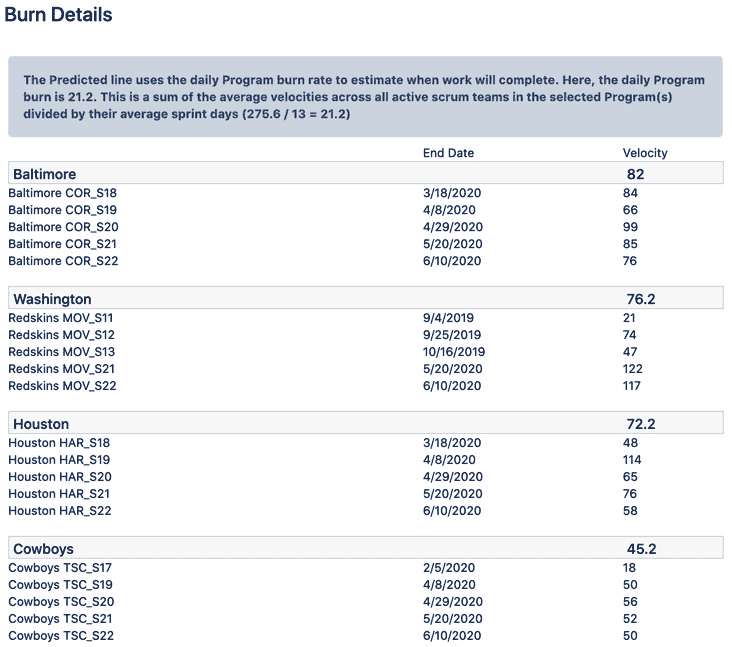 Burn Details
The Predicted line uses the daily Program burn rate to estimate when work will complete. Here, the daily Program
burn is 21.2. This is a sum of the average velocities across all active scrum teams in the selected Program(s)
divided by their average sprint days (275.6 / 13 = 21.2)
End Date Velocity
Baltimore 82
Baltimore COR_S18 3/18/2020 84
Baltimore COR_S19 4/8/2020 66
Baltimore COR_S20 4/29/2020 99
Baltimore COR_S21 5/20/2020 85
Baltimore COR_S22 6/10/2020 76
Washington 76.2
Redskins MOV_S11 9/4/2019 21
Redskins MOV_S12 9/25/2019 74
Redskins MOV_S13 10/16/2019 47
Redskins MOV_S21 5/20/2020 122
Redskins MOV_S22 6/10/2020 117
Houston 72.2
Houston HAR_S18 3/18/2020 48
Houston HAR_S19 4/8/2020 114
Houston HAR_S20 4/29/2020 65
Houston HAR_S21 5/20/2020 76
Houston HAR_S22 6/10/2020 58
Cowboys 45.2
Cowboys TSC_S17 2/5/2020 18
Cowboys TSC_S19 4/8/2020 50
Cowboys TSC_S20 4/29/2020 56
Cowboys TSC_S21 5/20/2020 52
Cowboys TSC_S22 6/10/2020 50